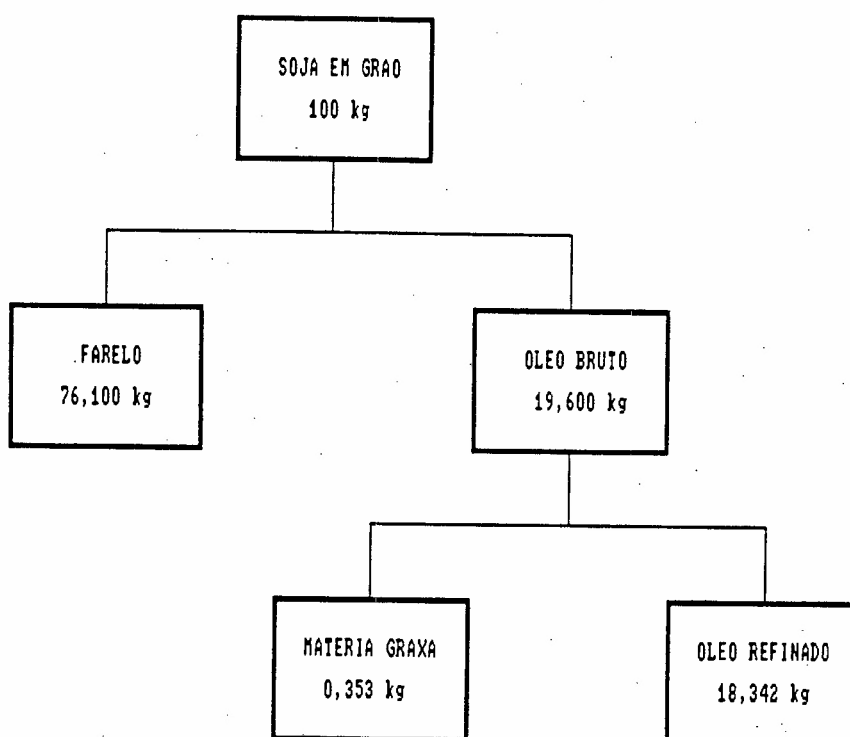 SOJA EM GRAO
100 kg
.FARELO
76,100 kg
OLEO BRUTO
19,600 kg
MATERIA GRAXA
0,353 kg
OLEO REFINADO
18,342 kg